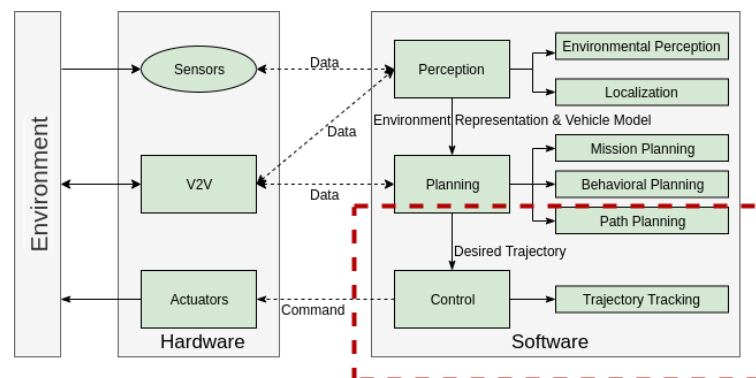 Environment
Sensors
Data
Perception
Environmental Perception
Localization
Data
Environment Representation & Vehicle Model
V2V
Data
Planning
Mission Planning
Behavioral Planning
Path Planning
Desired Trajectory
Actuators
Command
Control
Trajectory Tracking
Hardware
Software